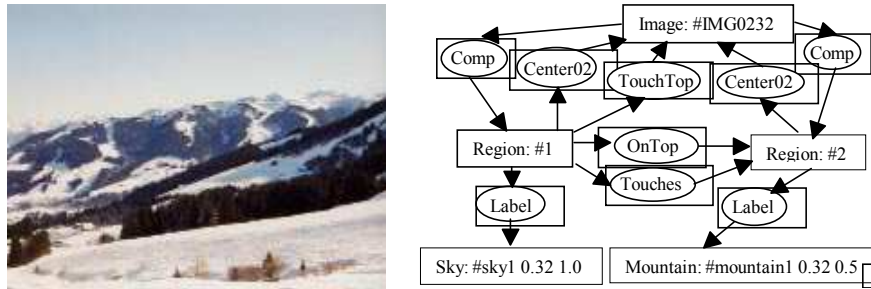 Image: #IMG0232
Comp
Comp
Center02
TouchTop
Center02
Region: #1
OnTop
Region: #2
Touches
Label
Label
Sky: #sky1 0.32 1.0
Mountain: #mountain1 0.32 0.5